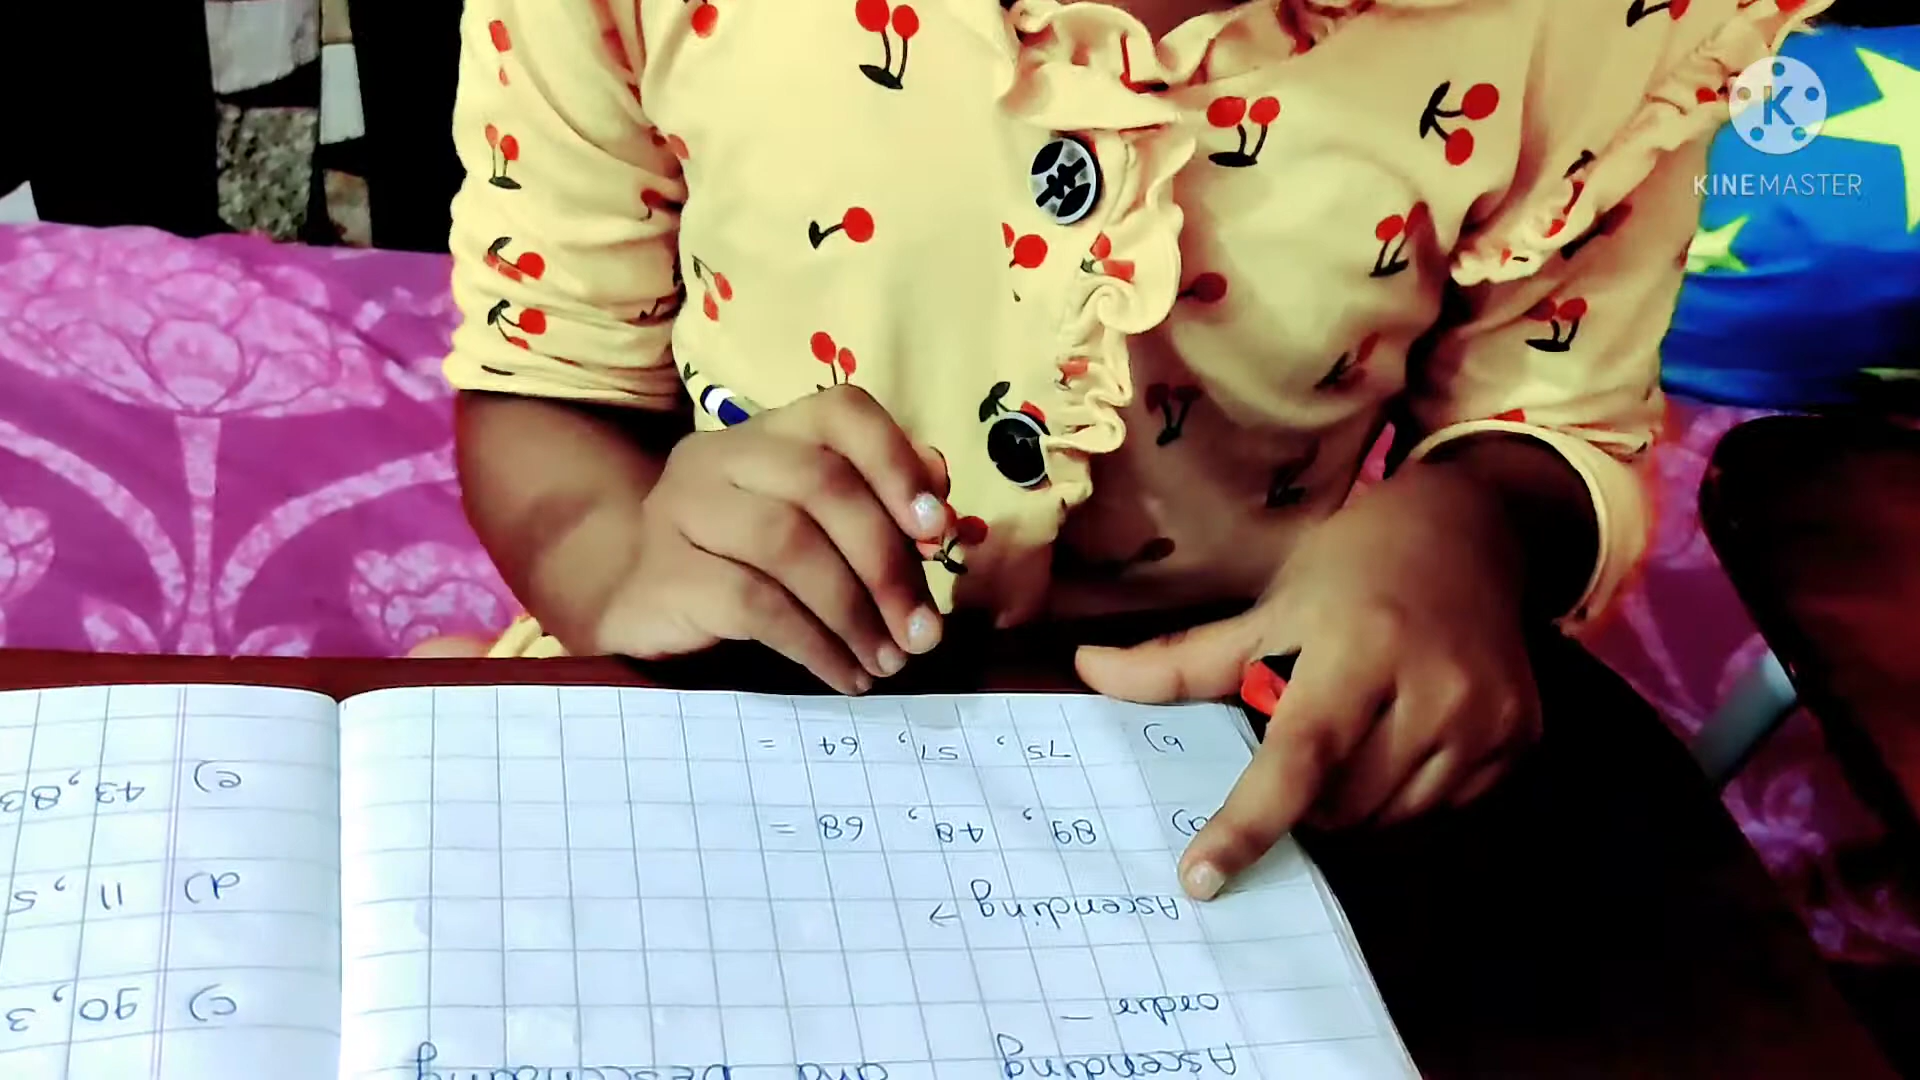 Ascending and Descending
order -
Ascending →
a) 89, 48, 68 =
b) 75, 57, 64 =
c) 90, 3
d) 11, 5
e) 43, 83
KINEMASTER